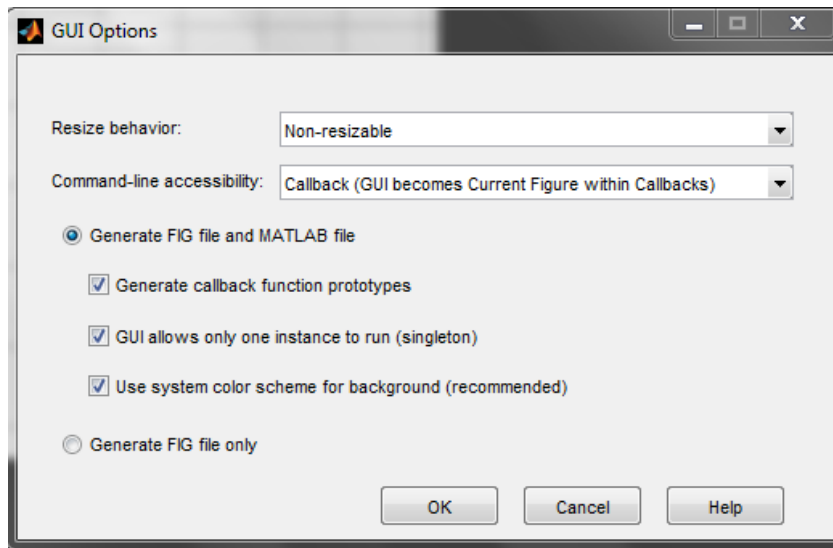 GUI Options
Resize behavior: Non-resizable
Command-line accessibility: Callback (GUI becomes Current Figure within Callbacks)
Generate FIG file and MATLAB file
Generate callback function prototypes
GUI allows only one instance to run (singleton)
Use system color scheme for background (recommended)
Generate FIG file only
OK Cancel Help